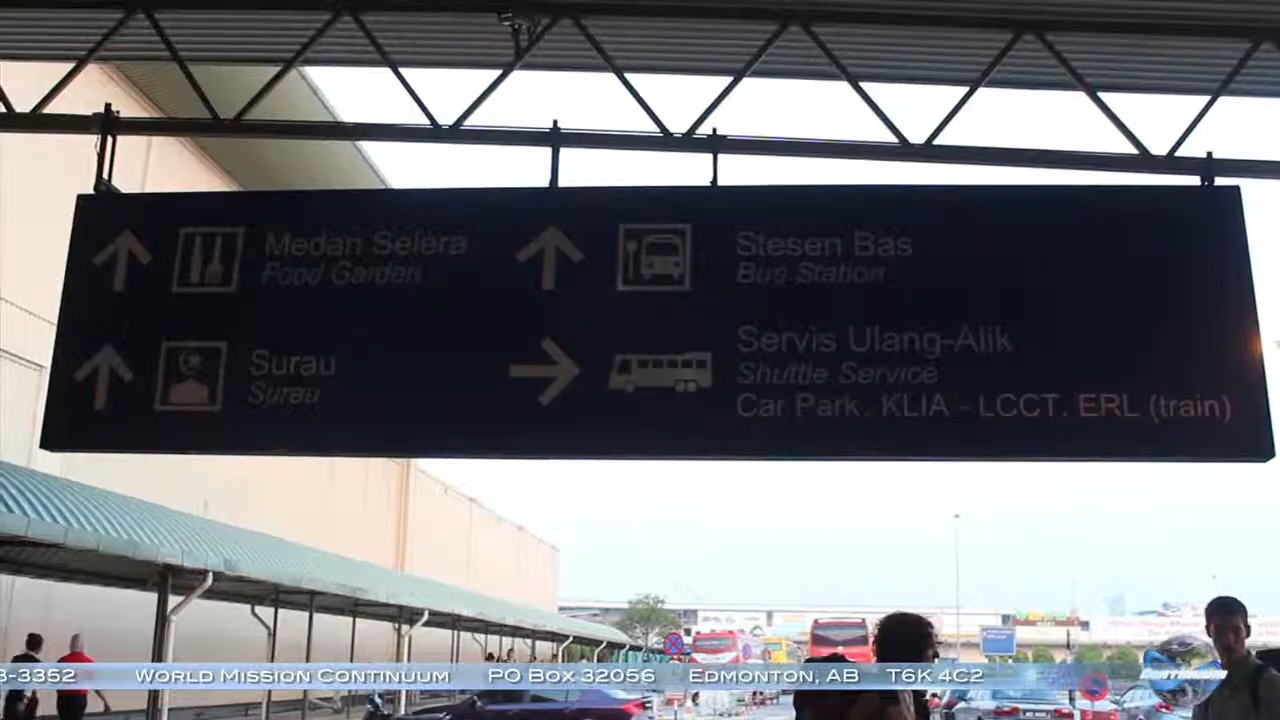 Medan Selera
Food Garden
Stesen Bas
Bus Station
Surau
Surau
Servis Ulang-Alik
Shuttle Service
Car Park, KLIA - LCCT, ERL (train)
3-3352 World Mission Continuum PO Box 32056 Edmonton, AB T6K 4C2
Continuum